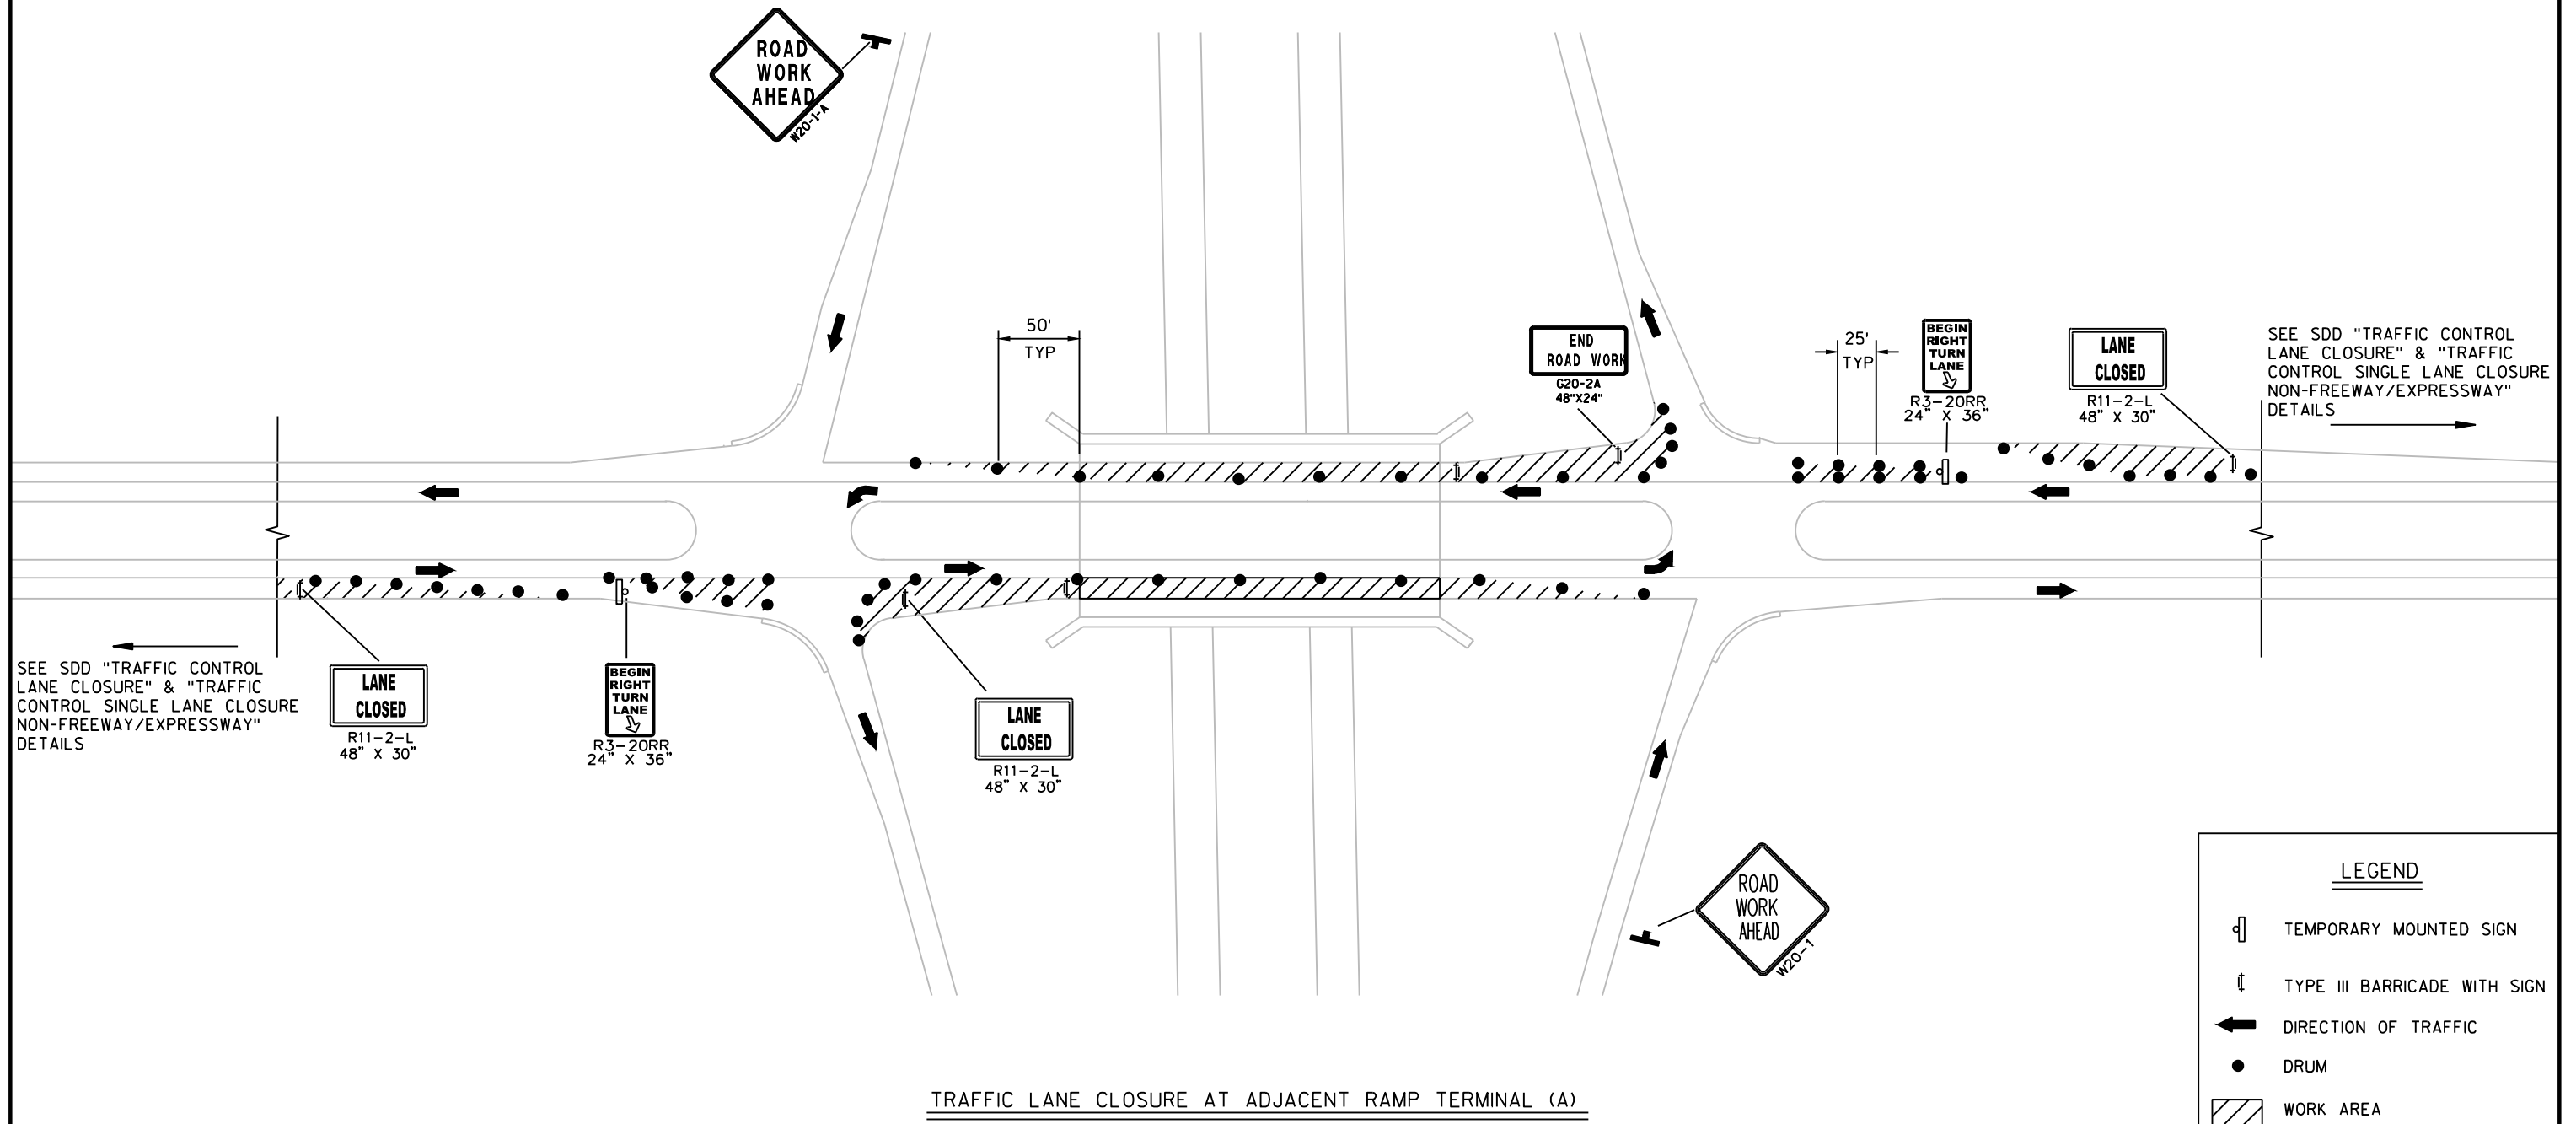 ROAD
WORK
AHEAD
W20-1-A
50'
TYP
END
ROAD WORK
G20-2A
48"X24"
25'
TYP
BEGIN
RIGHT
TURN
LANE
R3-20RR
24" X 36"
LANE
CLOSED
R11-2-L
48" X 30"
SEE SDD "TRAFFIC CONTROL
LANE CLOSURE" & "TRAFFIC
CONTROL SINGLE LANE CLOSURE
NON-FREEWAY/EXPRESSWAY"
DETAILS
SEE SDD "TRAFFIC CONTROL
LANE CLOSURE" & "TRAFFIC
CONTROL SINGLE LANE CLOSURE
NON-FREEWAY/EXPRESSWAY"
DETAILS
LANE
CLOSED
R11-2-L
48" X 30"
BEGIN
RIGHT
TURN
LANE
R3-20RR
24" X 36"
LANE
CLOSED
R11-2-L
48" X 30"
ROAD
WORK
AHEAD
W20-1
LEGEND
TEMPORARY MOUNTED SIGN
TYPE III BARRICADE WITH SIGN
DIRECTION OF TRAFFIC
DRUM
WORK AREA
TRAFFIC LANE CLOSURE AT ADJACENT RAMP TERMINAL (A)